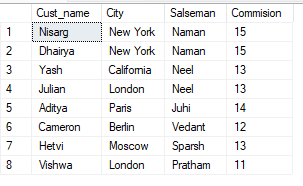 Cust_name City Salseman Commision
1 Nisarg New York Naman 15
2 Dhairya New York Naman 15
3 Yash California Neel 13
4 Julian London Neel 13
5 Aditya Paris Juhi 14
6 Cameron Berlin Vedant 12
7 Hetvi Moscow Sparsh 13
8 Vishwa London Pratham 11